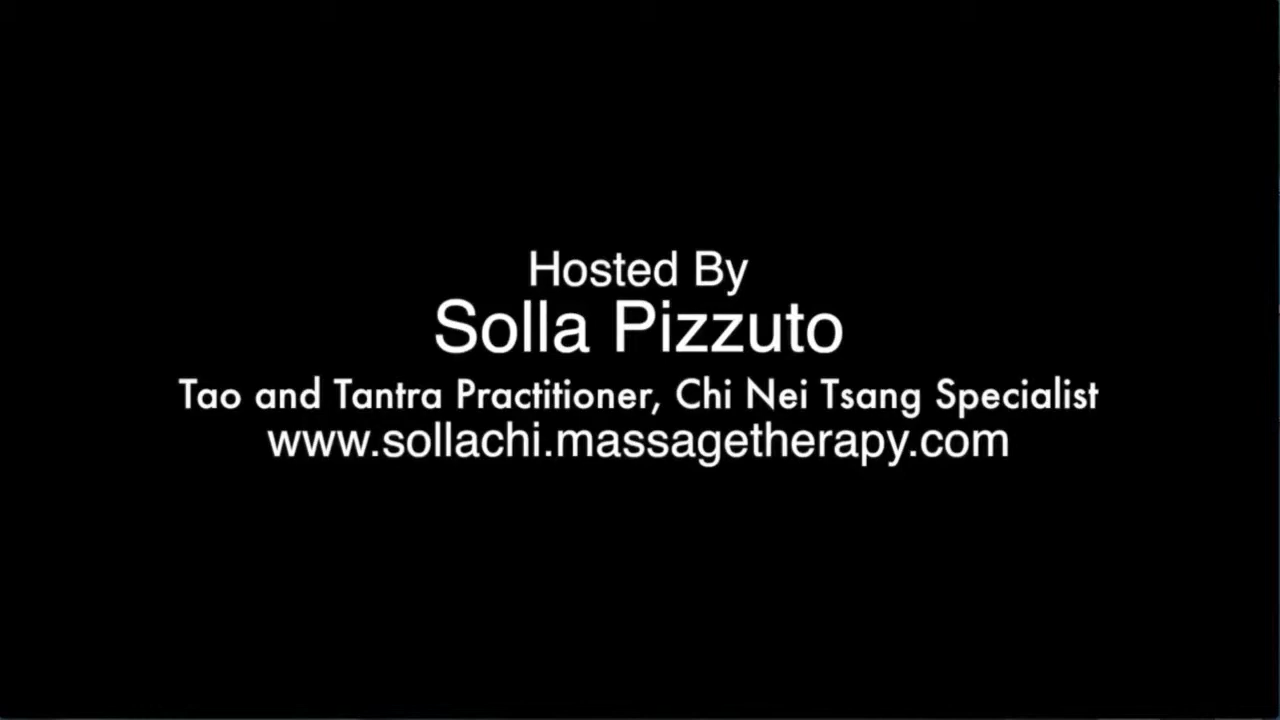 Hosted By
Solla Pizzuto
Tao and Tantra Practitioner, Chi Nei Tsang Specialist
www.sollachi.massagetherapy.com